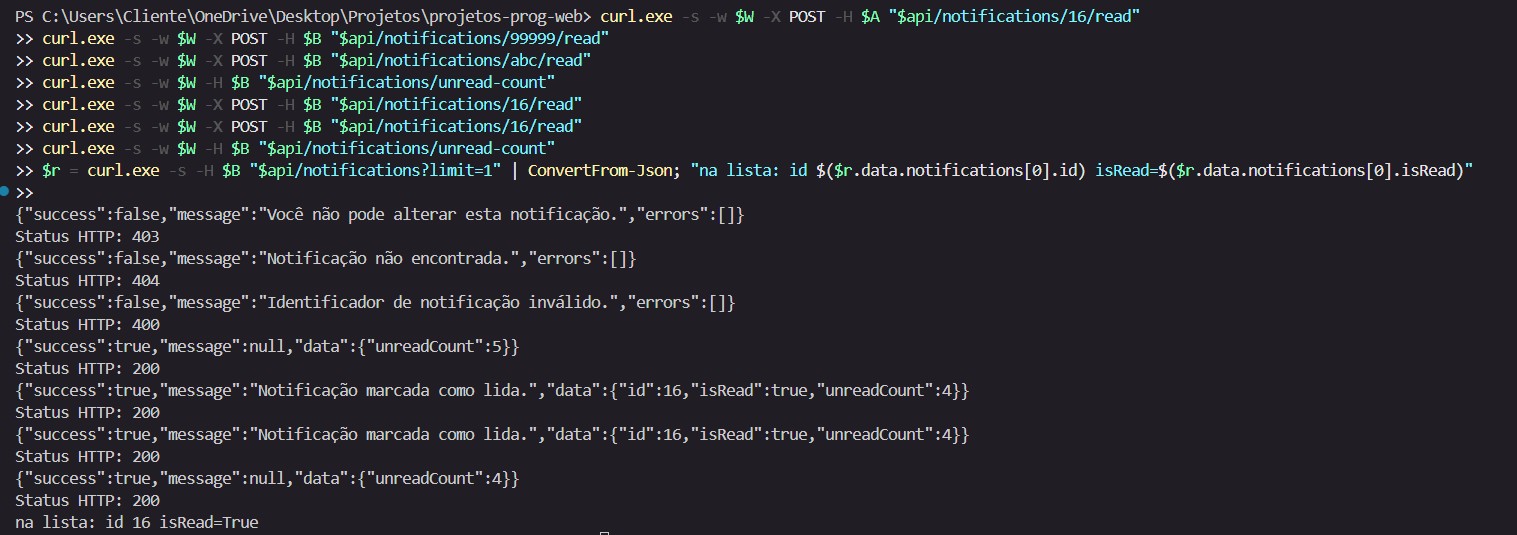 PS C:\Users\Cliente\OneDrive\Desktop\Projetos\projetos-prog-web> curl.exe -s -w $W -X POST -H $A "$api/notifications/16/read"
>> curl.exe -s -w $W -X POST -H $B "$api/notifications/99999/read"
>> curl.exe -s -w $W -X POST -H $B "$api/notifications/abc/read"
>> curl.exe -s -w $W -H $B "$api/notifications/unread-count"
>> curl.exe -s -w $W -X POST -H $B "$api/notifications/16/read"
>> curl.exe -s -w $W -X POST -H $B "$api/notifications/16/read"
>> curl.exe -s -w $W -H $B "$api/notifications/unread-count"
>> $r = curl.exe -s -H $B "$api/notifications?limit=1" | ConvertFrom-Json; "na lista: id $($r.data.notifications[0].id) isRead=$($r.data.notifications[0].isRead)"
>>
{"success":false,"message":"Você não pode alterar esta notificação.","errors":[]}
Status HTTP: 403
{"success":false,"message":"Notificação não encontrada.","errors":[]}
Status HTTP: 404
{"success":false,"message":"Identificador de notificação inválido.","errors":[]}
Status HTTP: 400
{"success":true,"message":null,"data":{"unreadCount":5}}
Status HTTP: 200
{"success":true,"message":"Notificação marcada como lida.","data":{"id":16,"isRead":true,"unreadCount":4}}
Status HTTP: 200
{"success":true,"message":"Notificação marcada como lida.","data":{"id":16,"isRead":true,"unreadCount":4}}
Status HTTP: 200
{"success":true,"message":null,"data":{"unreadCount":4}}
Status HTTP: 200
na lista: id 16 isRead=True